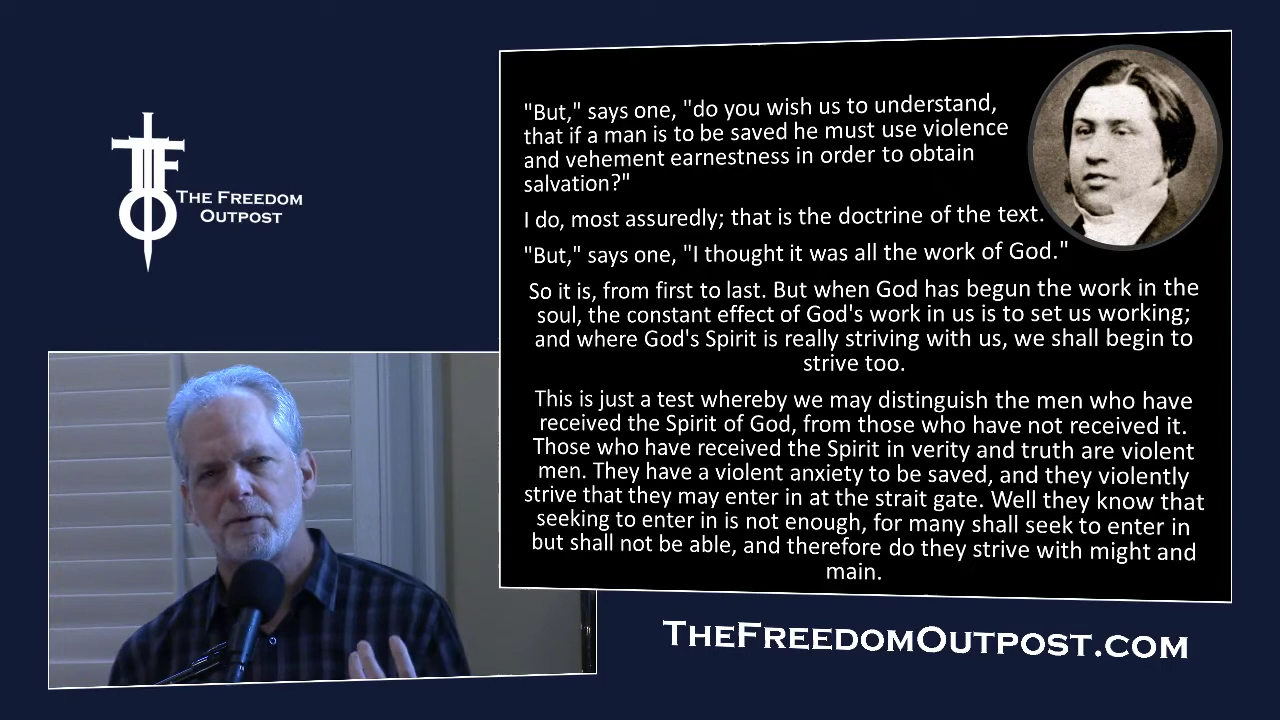 TF
O
THE FREEDOM
OUTPOST
"But," says one, "do you wish us to understand,
that if a man is to be saved he must use violence
and vehement earnestness in order to obtain
salvation?"
I do, most assuredly; that is the doctrine of the text.
"But," says one, "I thought it was all the work of God."
So it is, from first to last. But when God has begun the work in the
soul, the constant effect of God's work in us is to set us working;
and where God's Spirit is really striving with us, we shall begin to
strive too.
This is just a test whereby we may distinguish the men who have
received the Spirit of God, from those who have not received it.
Those who have received the Spirit in verity and truth are violent
men. They have a violent anxiety to be saved, and they violently
strive that they may enter in at the strait gate. Well they know that
seeking to enter in is not enough, for many shall seek to enter in
but shall not be able, and therefore do they strive with might and
main.
THEFREEDOMOUTPOST.COM